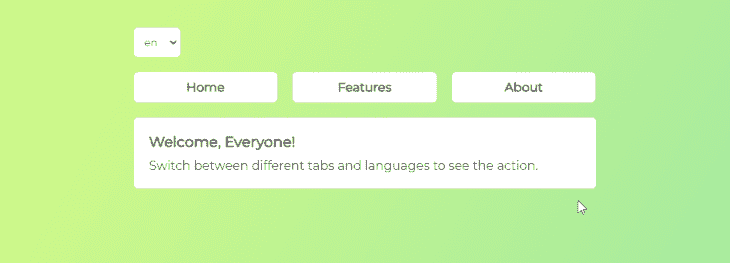 en
Home Features About
Welcome, Everyone!
Switch between different tabs and languages to see the action.